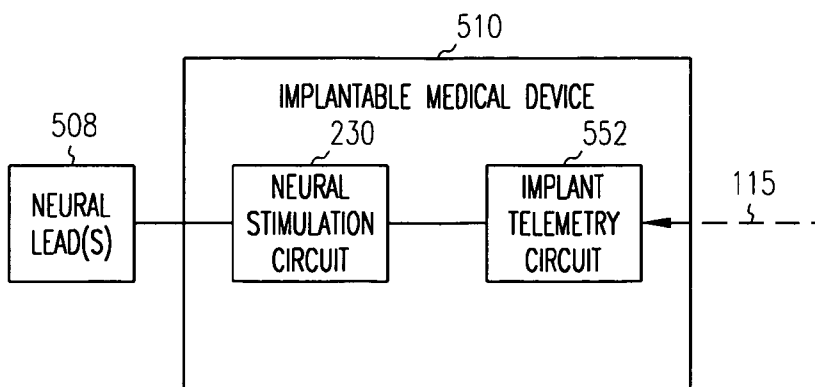 510
IMPLANTABLE MEDICAL DEVICE
508
230
552
115
NEURAL
LEAD(S)
NEURAL
STIMULATION
CIRCUIT
IMPLANT
TELEMETRY
CIRCUIT